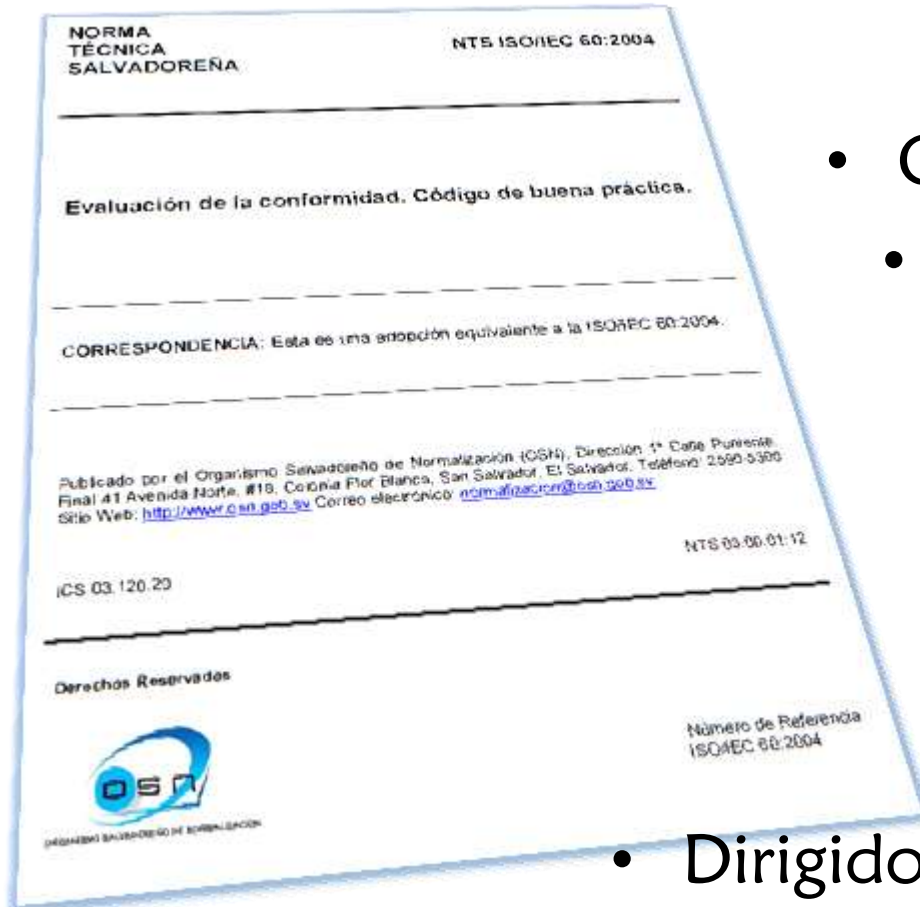 NORMA
TÉCNICA
SALVADOREÑA
NTS ISO/IEC 60:2004
Evaluación de la conformidad. Código de buena práctica.
CORRESPONDENCIA: Esta es una adopción equivalente a la ISO/IEC 60:2004.
Publicado por el Organismo Salvadoreño de Normalización (OSN), Dirección 1ª Calle Poniente,
Final 41 Avenida Norte, #18, Colonia Flor Blanca, San Salvador, El Salvador. Teléfono: 2590-5300
Sitio Web: http://www.osn.gob.sv Correo electrónico: normalizacion@osn.gob.sv
ICS 03.120.20
NTS 03.00.01:12
Derechos Reservados
osn
ORGANISMO SALVADOREÑO DE NORMALIZACIÓN
Número de Referencia
ISO/IEC 60:2004
• 
• 
• Dirigido